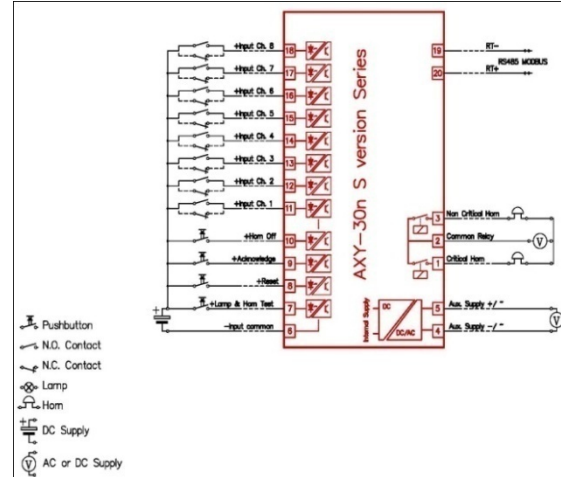 +Input Ch. 8 18
+Input Ch. 7 17
+Input Ch. 6 16
+Input Ch. 5 15
+Input Ch. 4 14
+Input Ch. 3 13
+Input Ch. 2 12
+Input Ch. 1 11
+Horn Off 10
+Acknowledge 9
+Reset 8
+Lamp & Horn Test 7
-Input common 6
AXY-30n S version Series
19 RT-
RS485 MODBUS
20 RT+
3 Non Critical Horn
2 Common Relay V
1 Critical Horn
Internal Supply DC DC/AC
5 Aux. Supply +/~
4 Aux. Supply -/~
V
+
Pushbutton
N.O. Contact
N.C. Contact
Lamp
Horn
+ DC Supply
V AC or DC Supply